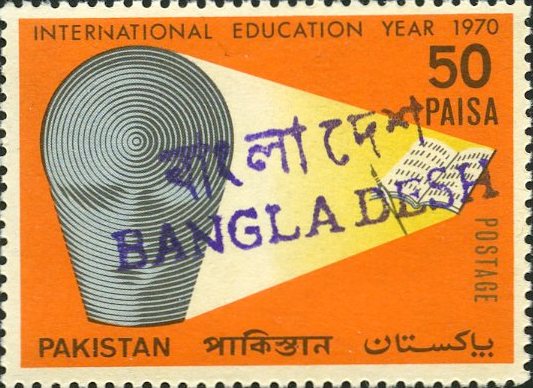 INTERNATIONAL EDUCATION YEAR 1970
50
PAISA
বাংলা দেশ
BANGLA DESH
POSTAGE
PAKISTAN পাকিস্তান پاکستان